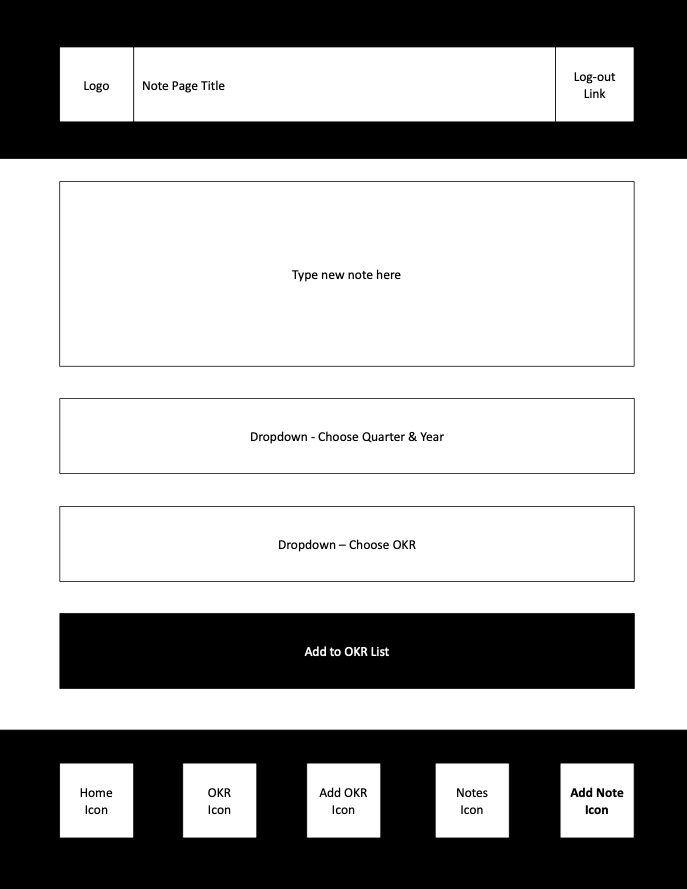 Logo
Note Page Title
Log-out
Link
Type new note here
Dropdown - Choose Quarter & Year
Dropdown – Choose OKR
Add to OKR List
Home
Icon
OKR
Icon
Add OKR
Icon
Notes
Icon
Add Note
Icon